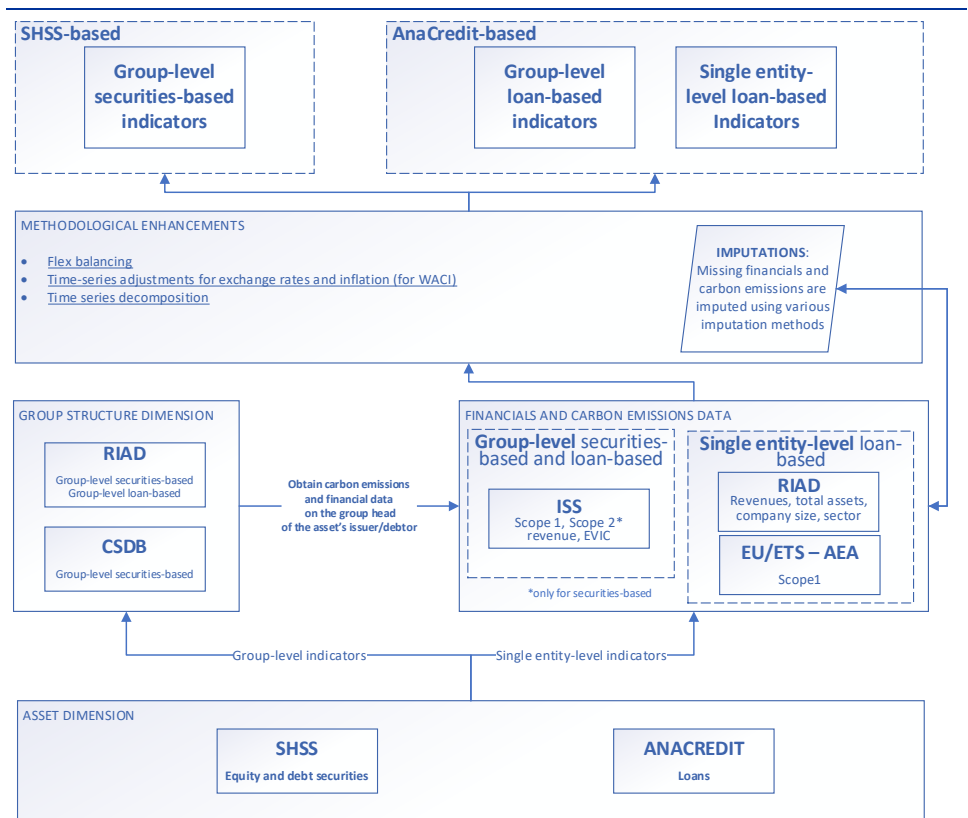 SHSS-based
Group-level
securities-based
indicators
AnaCredit-based
Group-level
loan-based
indicators
Single entity-
level loan-based
Indicators
METHODOLOGICAL ENHANCEMENTS
• Flex balancing
• Time-series adjustments for exchange rates and inflation (for WACI)
• Time series decomposition
IMPUTATIONS:
Missing financials and
carbon emissions are
imputed using various
imputation methods
GROUP STRUCTURE DIMENSION
RIAD
Group-level securities-based
Group-level loan-based
CSDB
Group-level securities-based
Obtain carbon emissions
and financial data
on the group head
of the asset's issuer/debtor
FINANCIALS AND CARBON EMISSIONS DATA
Group-level securities-
based and loan-based
ISS
Scope 1, Scope 2*
revenue, EVIC
*only for securities-based
Single entity-level loan-
based
RIAD
Revenues, total assets,
company size, sector
EU/ETS – AEA
Scope1
Group-level indicators
Single entity-level indicators
ASSET DIMENSION
SHSS
Equity and debt securities
ANACREDIT
Loans